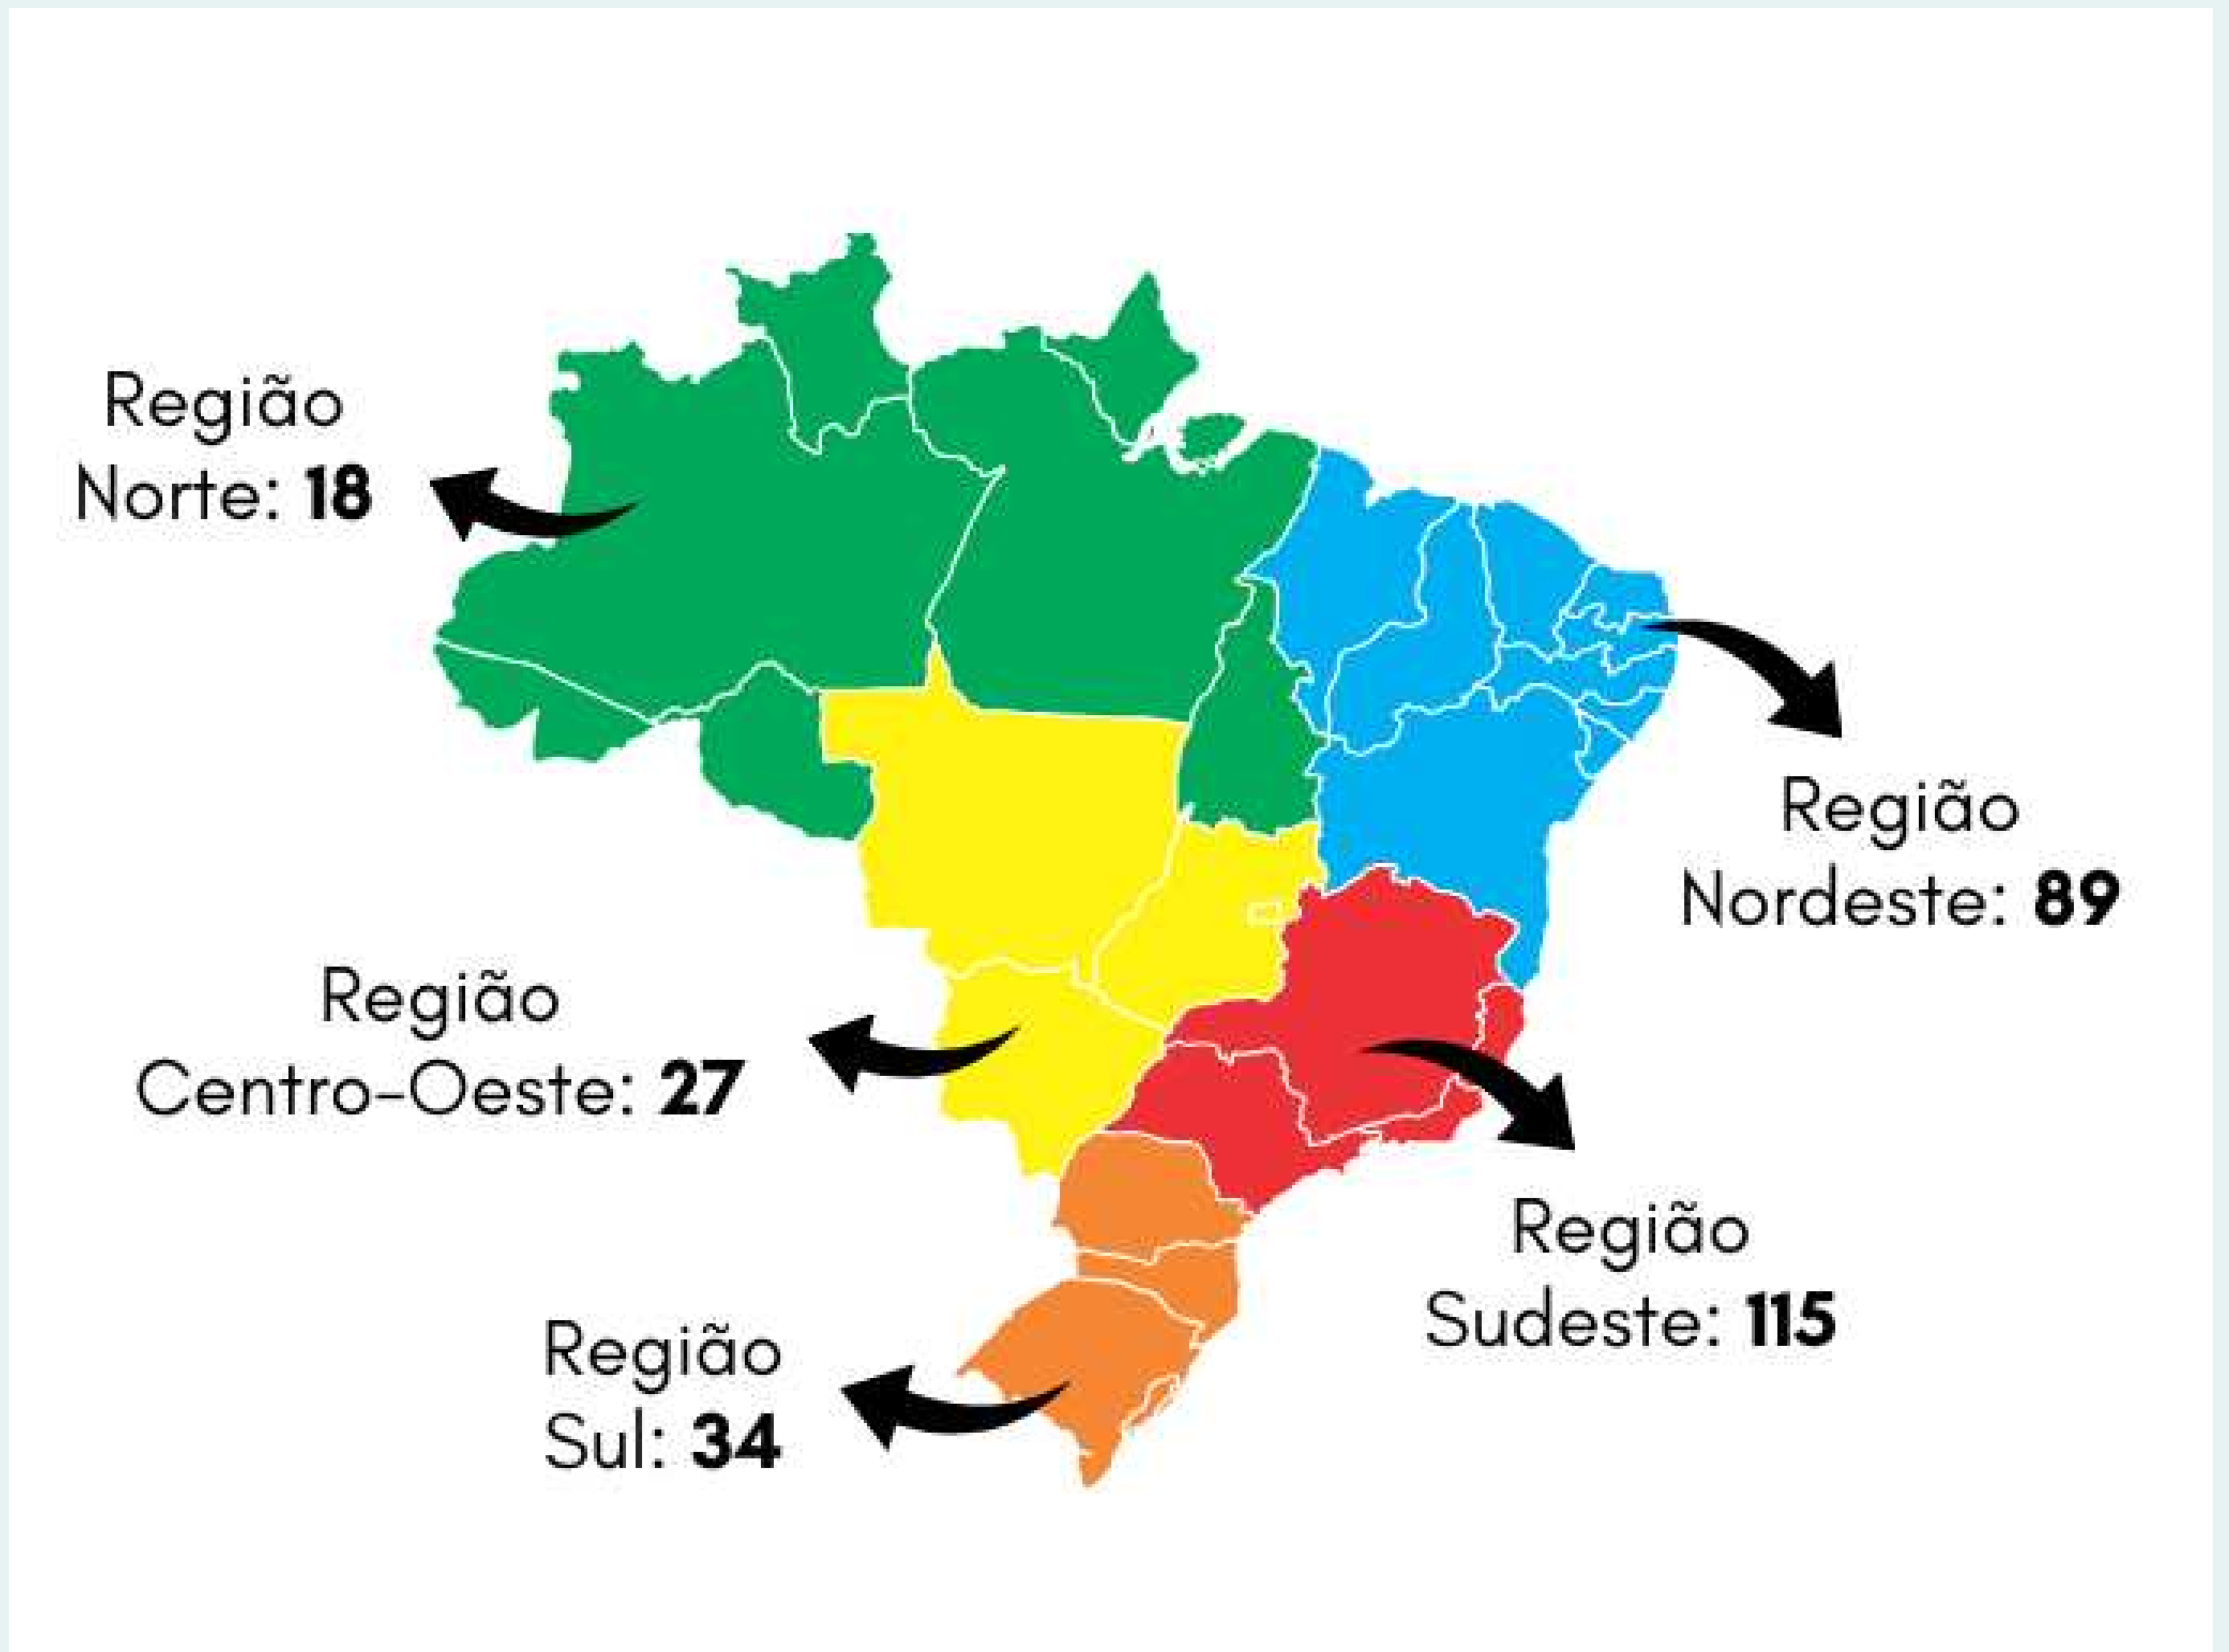 Região
Norte: 18
Região
Nordeste: 89
Região
Centro-Oeste: 27
Região
Sudeste: 115
Região
Sul: 34